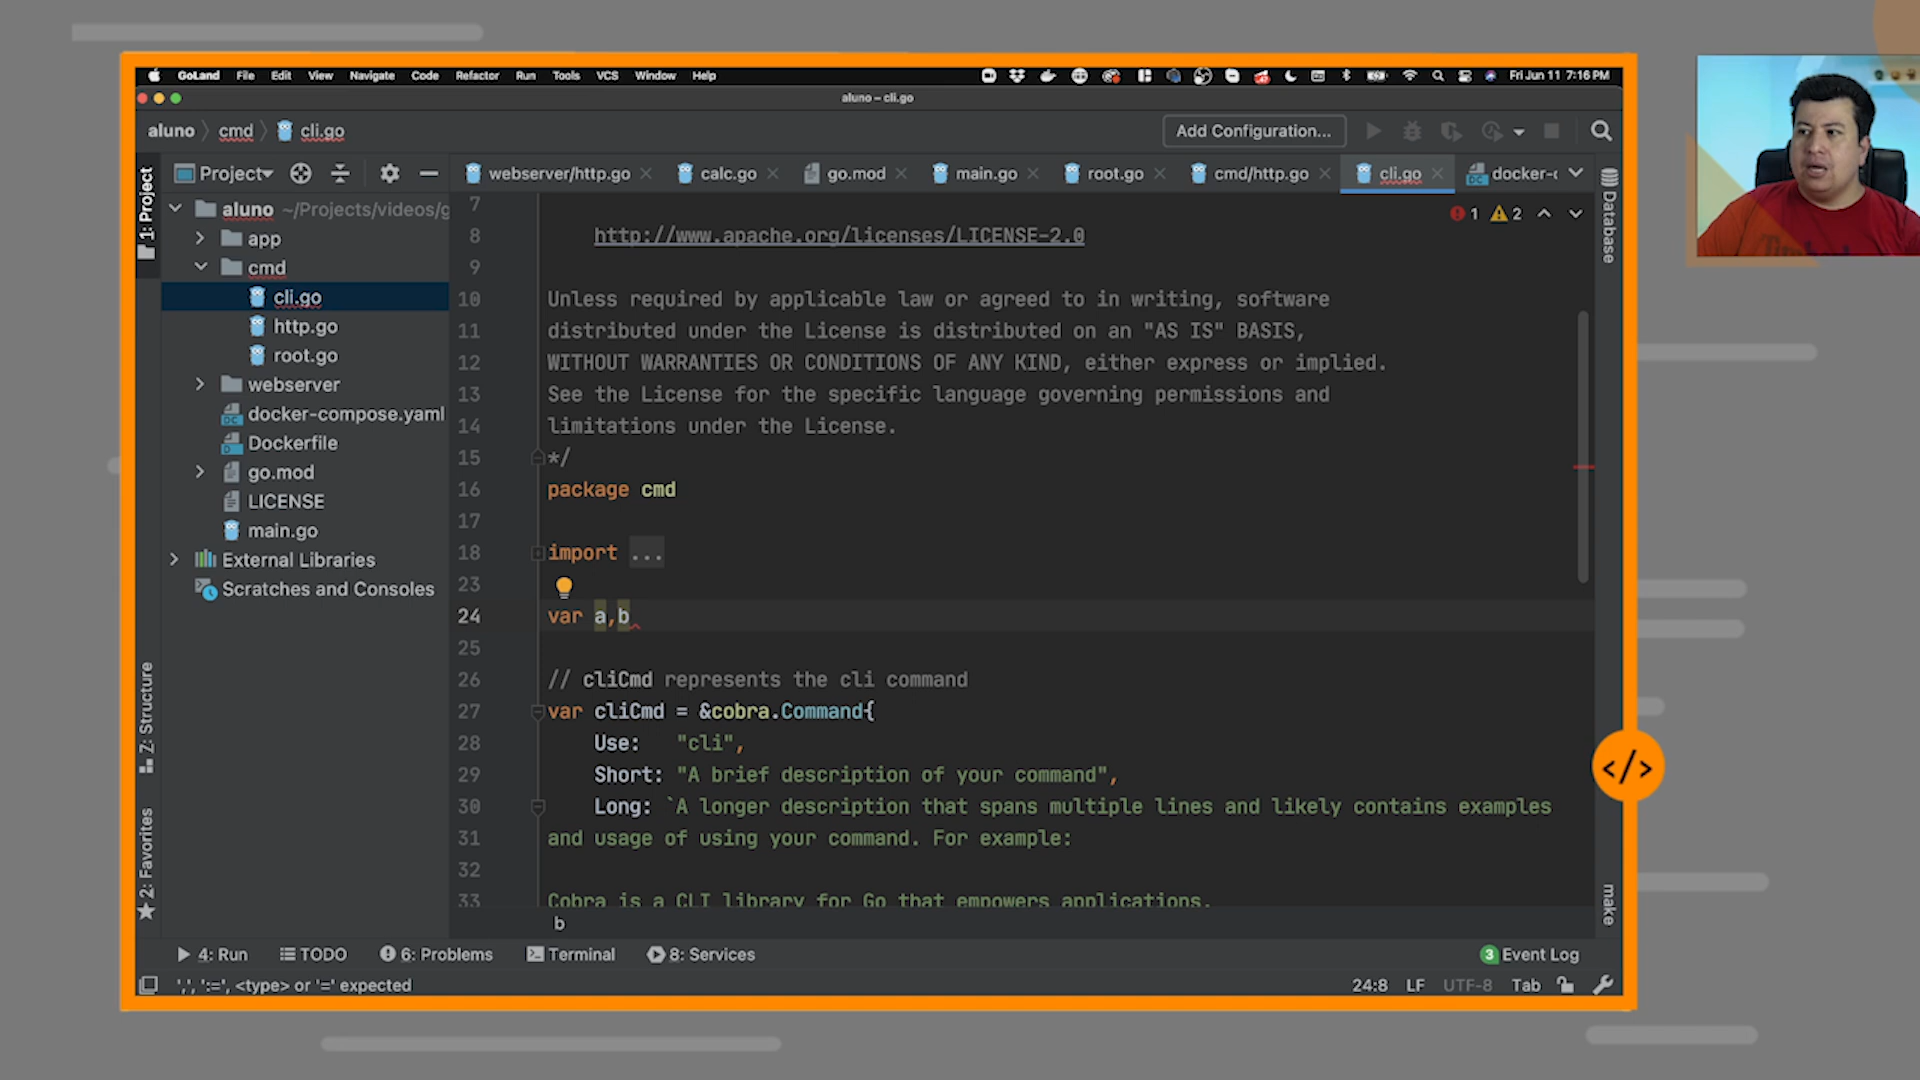 GoLand File Edit View Navigate Code Refactor Run Tools VCS Window Help Fri Jun 11 7:16 PM
aluno – cli.go
aluno cmd cli.go Add Configuration...
Project webserver/http.go calc.go go.mod main.go root.go cmd/http.go cli.go docker-c
1: Project
aluno ~/Projects/videos/g
app
cmd
cli.go
http.go
root.go
webserver
docker-compose.yaml
Dockerfile
go.mod
LICENSE
main.go
External Libraries
Scratches and Consoles
Z: Structure
2: Favorites
1 2
7
8 http://www.apache.org/licenses/LICENSE-2.0
9
10 Unless required by applicable law or agreed to in writing, software
11 distributed under the License is distributed on an "AS IS" BASIS,
12 WITHOUT WARRANTIES OR CONDITIONS OF ANY KIND, either express or implied.
13 See the License for the specific language governing permissions and
14 limitations under the License.
15 */
16 package cmd
17
18 import ...
23
24 var a,b
25
26 // cliCmd represents the cli command
27 var cliCmd = &cobra.Command{
28 Use: "cli",
29 Short: "A brief description of your command",
30 Long: `A longer description that spans multiple lines and likely contains examples
31 and usage of using your command. For example:
32
33 Cobra is a CLI library for Go that empowers applications.
b
Database
make
</>
4: Run TODO 6: Problems Terminal 8: Services 3 Event Log
',', ':=', <type> or '=' expected 24:8 LF UTF-8 Tab